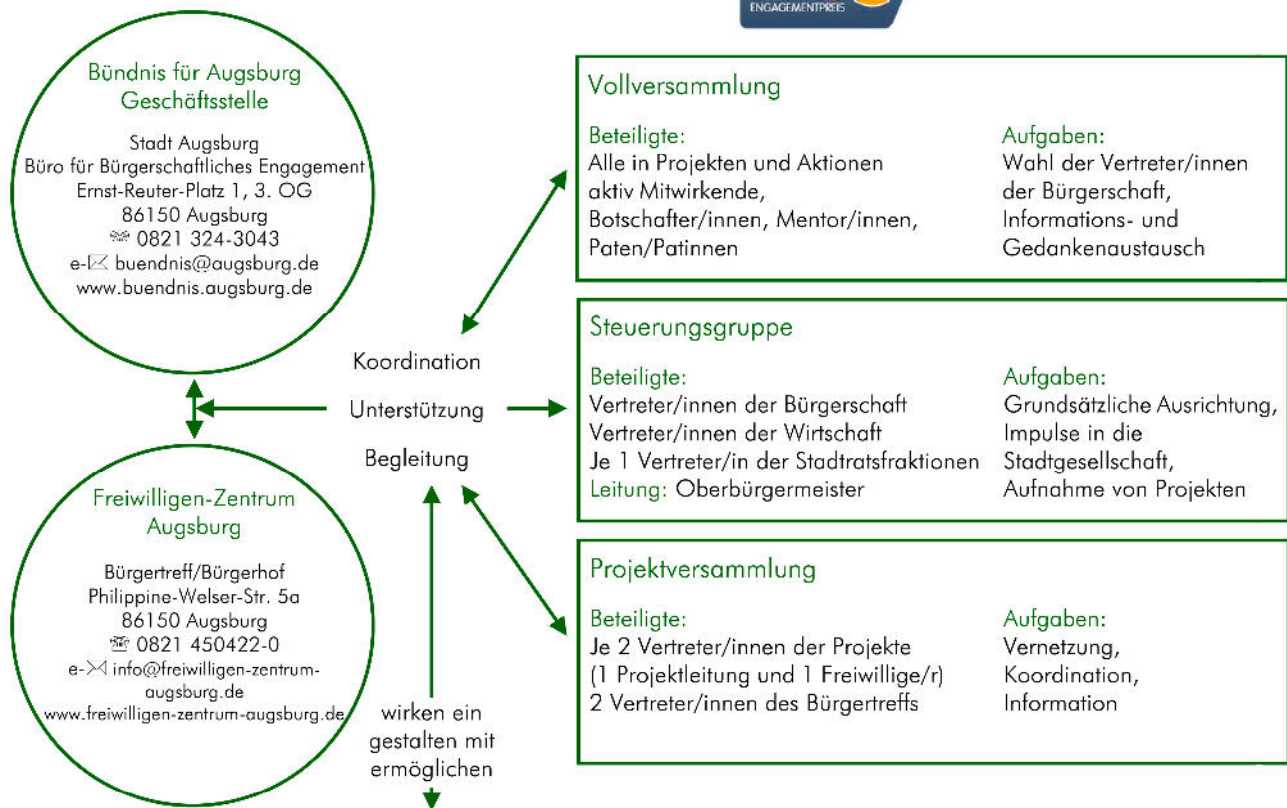 ENGAGEMENTPREIS
Bündnis für Augsburg
Geschäftsstelle
Stadt Augsburg
Büro für Bürgerschaftliches Engagement
Ernst-Reuter-Platz 1, 3. OG
86150 Augsburg
☏ 0821 324-3043
e-✉ buendnis@augsburg.de
www.buendnis.augsburg.de
Freiwilligen-Zentrum
Augsburg
Bürgertreff/Bürgerhof
Philippine-Welser-Str. 5a
86150 Augsburg
☏ 0821 450422-0
e-✉ info@freiwilligen-zentrum-
augsburg.de
www.freiwilligen-zentrum-augsburg.de
Koordination
Unterstützung
Begleitung
wirken ein
gestalten mit
ermöglichen
Vollversammlung
Beteiligte:
Alle in Projekten und Aktionen
aktiv Mitwirkende,
Botschafter/innen, Mentor/innen,
Paten/Patinnen
Aufgaben:
Wahl der Vertreter/innen
der Bürgerschaft,
Informations- und
Gedankenaustausch
Steuerungsgruppe
Beteiligte:
Vertreter/innen der Bürgerschaft
Vertreter/innen der Wirtschaft
Je 1 Vertreter/in der Stadtratsfraktionen
Leitung: Oberbürgermeister
Aufgaben:
Grundsätzliche Ausrichtung,
Impulse in die
Stadtgesellschaft,
Aufnahme von Projekten
Projektversammlung
Beteiligte:
Je 2 Vertreter/innen der Projekte
(1 Projektleitung und 1 Freiwillige/r)
2 Vertreter/innen des Bürgertreffs
Aufgaben:
Vernetzung,
Koordination,
Information